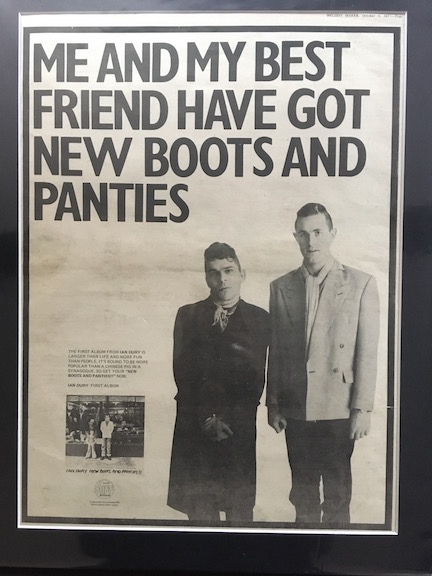 ME AND MY BEST
FRIEND HAVE GOT
NEW BOOTS AND
PANTIES
THE FIRST ALBUM FROM IAN DURY IS
LARGER THAN LIFE AND MORE FUN
THAN PEOPLE. IT'S BOUND TO BE MORE
POPULAR THAN A CHINESE PIG IN A
SYNAGOGUE. SO GET YOUR "NEW
BOOTS AND PANTIES!!" NOW.
IAN DURY FIRST ALBUM
IAN DURY NEW BOOTS AND PANTIES!!